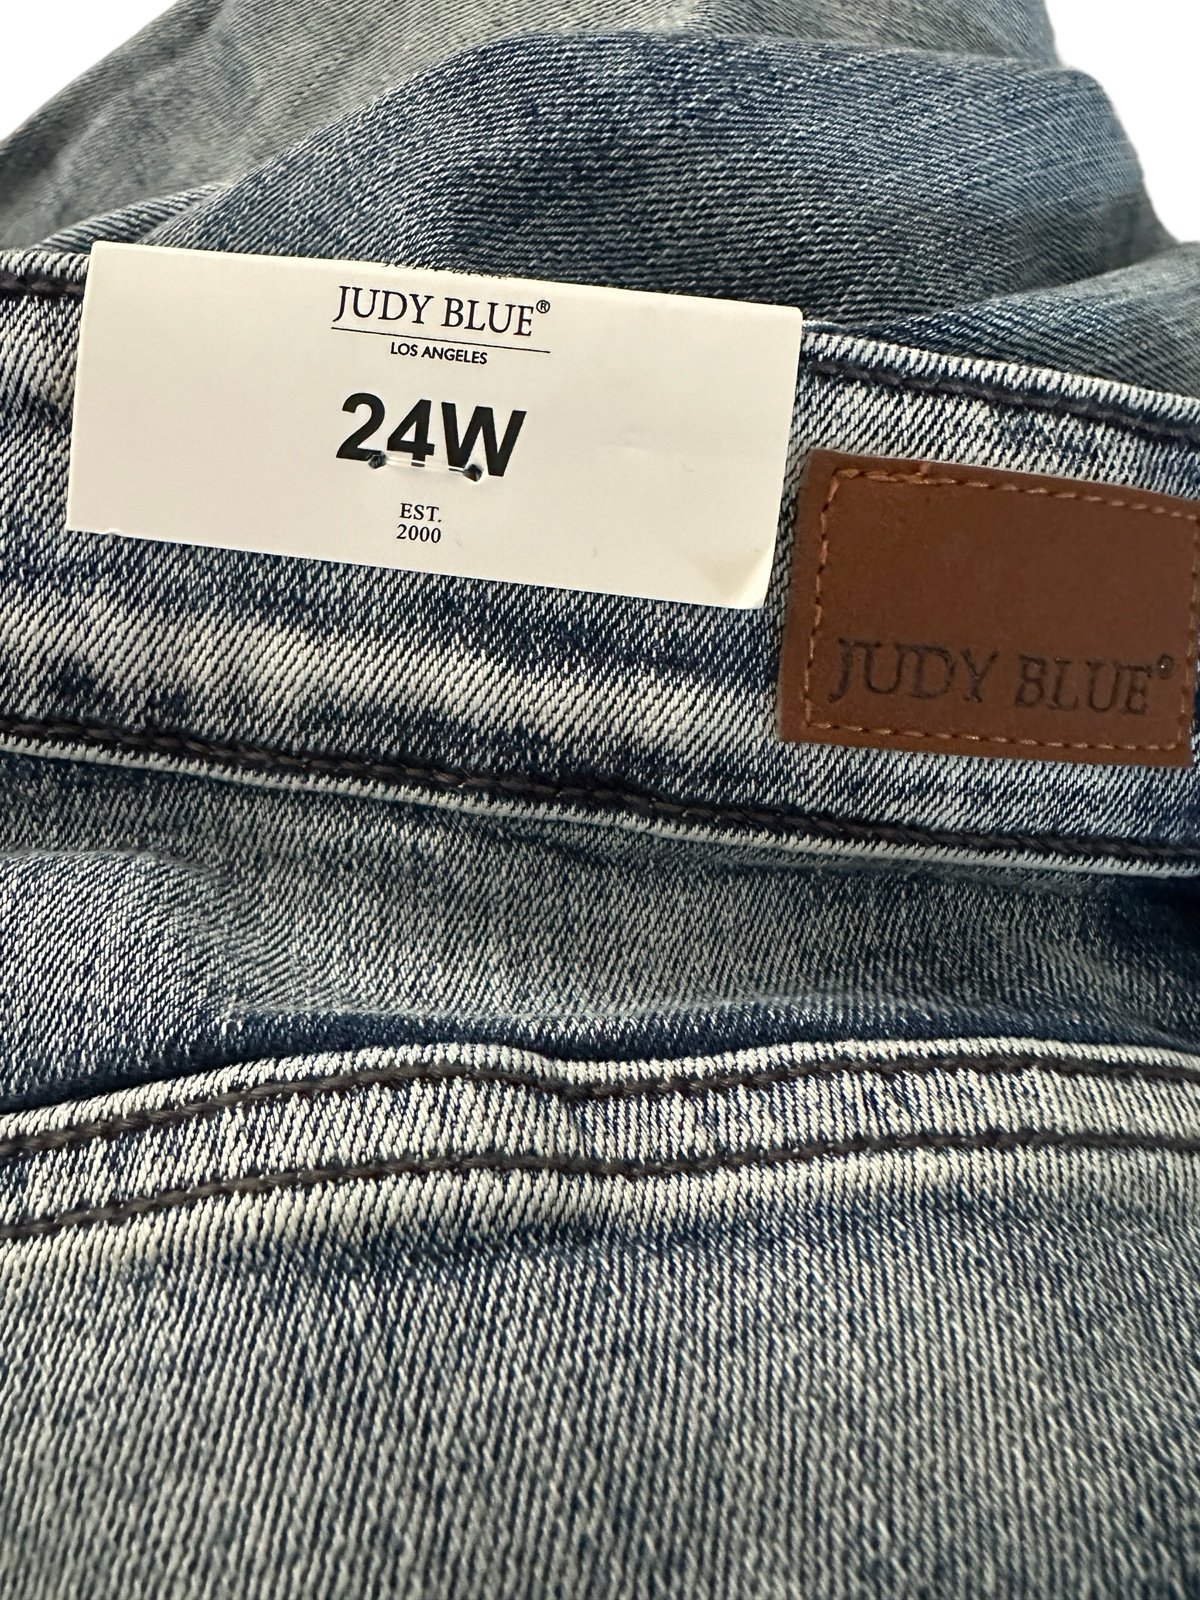 JUDY BLUE®
LOS ANGELES
24W
EST.
2000
JUDY BLUE®